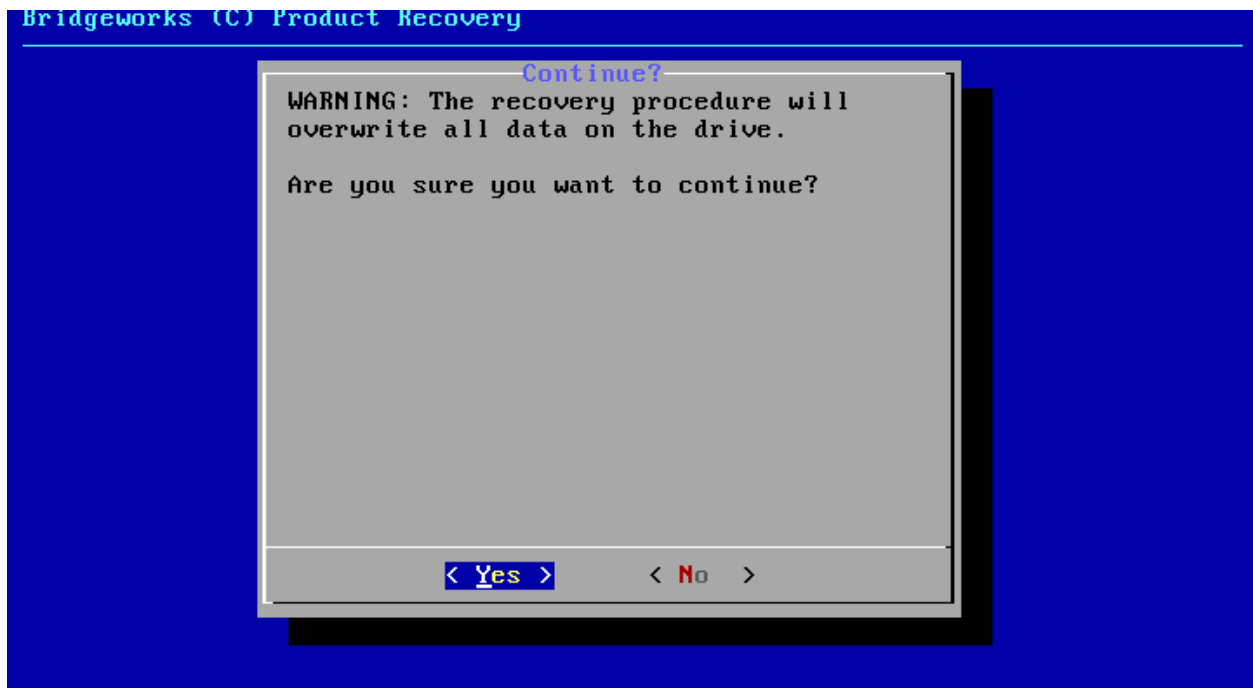 Bridgeworks (C) Product Recovery
Continue?
WARNING: The recovery procedure will
overwrite all data on the drive.
Are you sure you want to continue?
< Yes > < No >